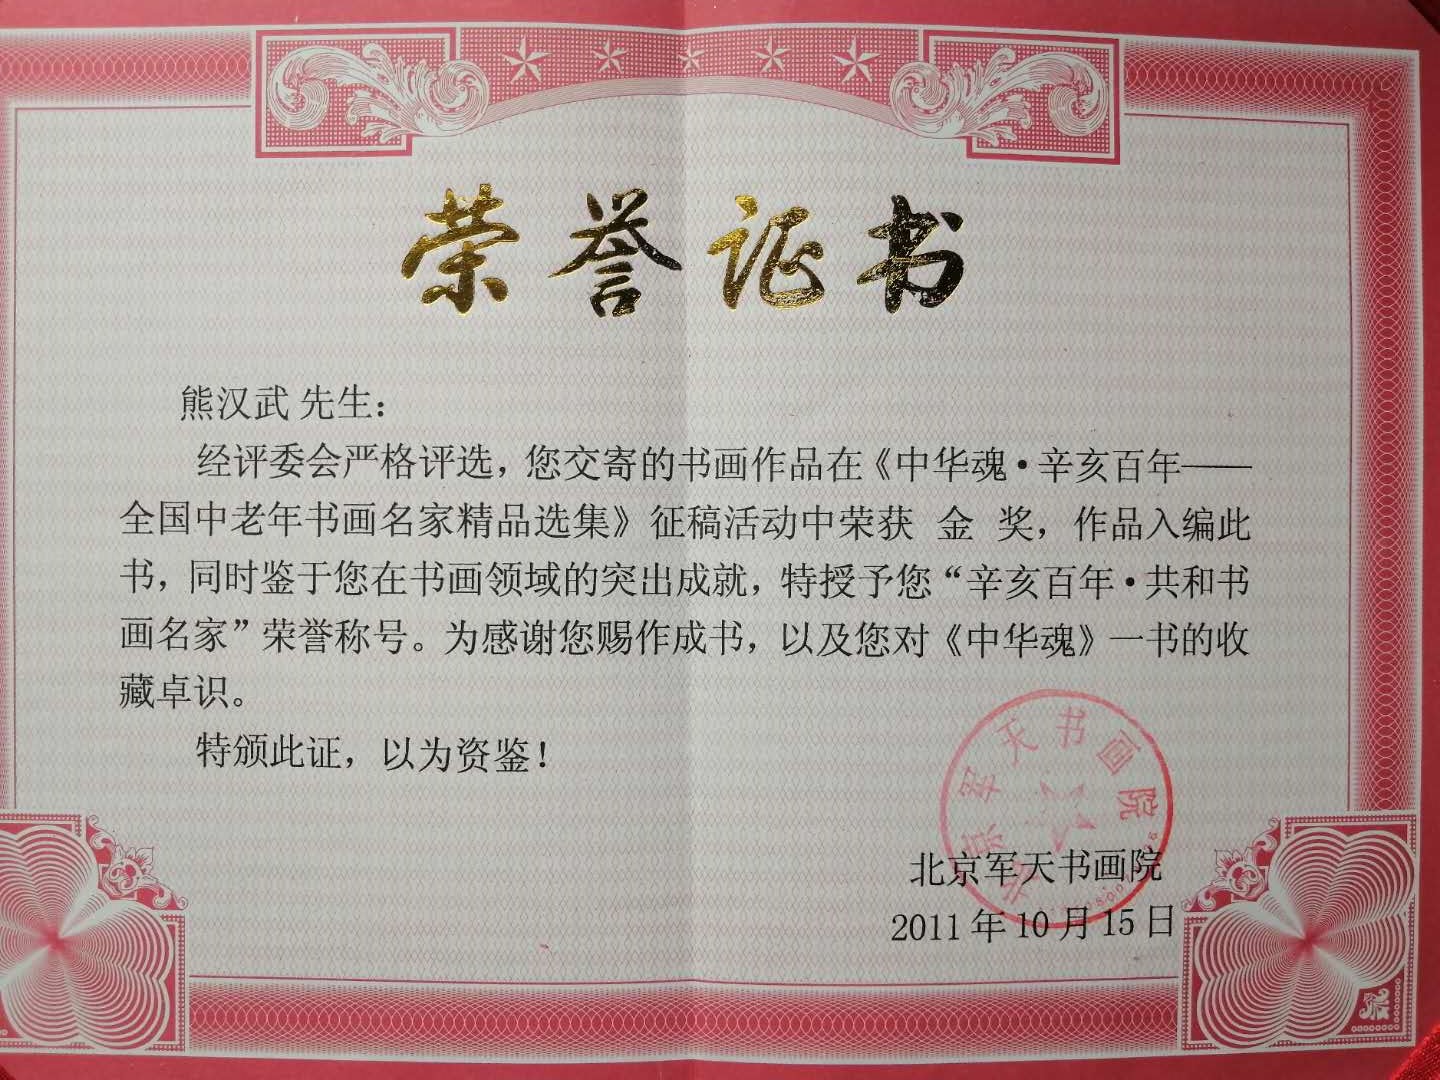 荣誉证书
熊汉武 先生：
经评委会严格评选，您交寄的书画作品在《中华魂·辛亥百年——
全国中老年书画名家精品选集》征稿活动中荣获 金 奖，作品入编此
书，同时鉴于您在书画领域的突出成就，特授予您“辛亥百年·共和书
画名家”荣誉称号。为感谢您赐作成书，以及您对《中华魂》一书的收
藏卓识。
特颁此证，以为资鉴！
北京军天书画院
北京军天书画院
2011年10月15日